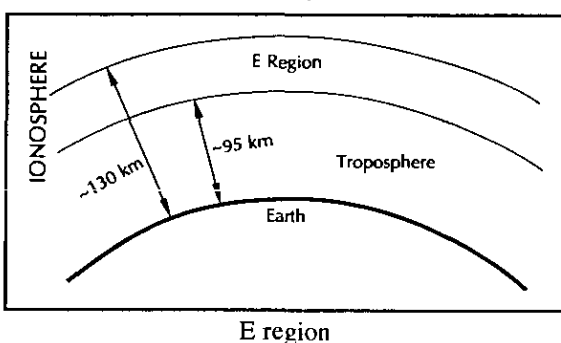 IONOSPHERE
E Region
~95 km
~130 km
Troposphere
Earth
E region